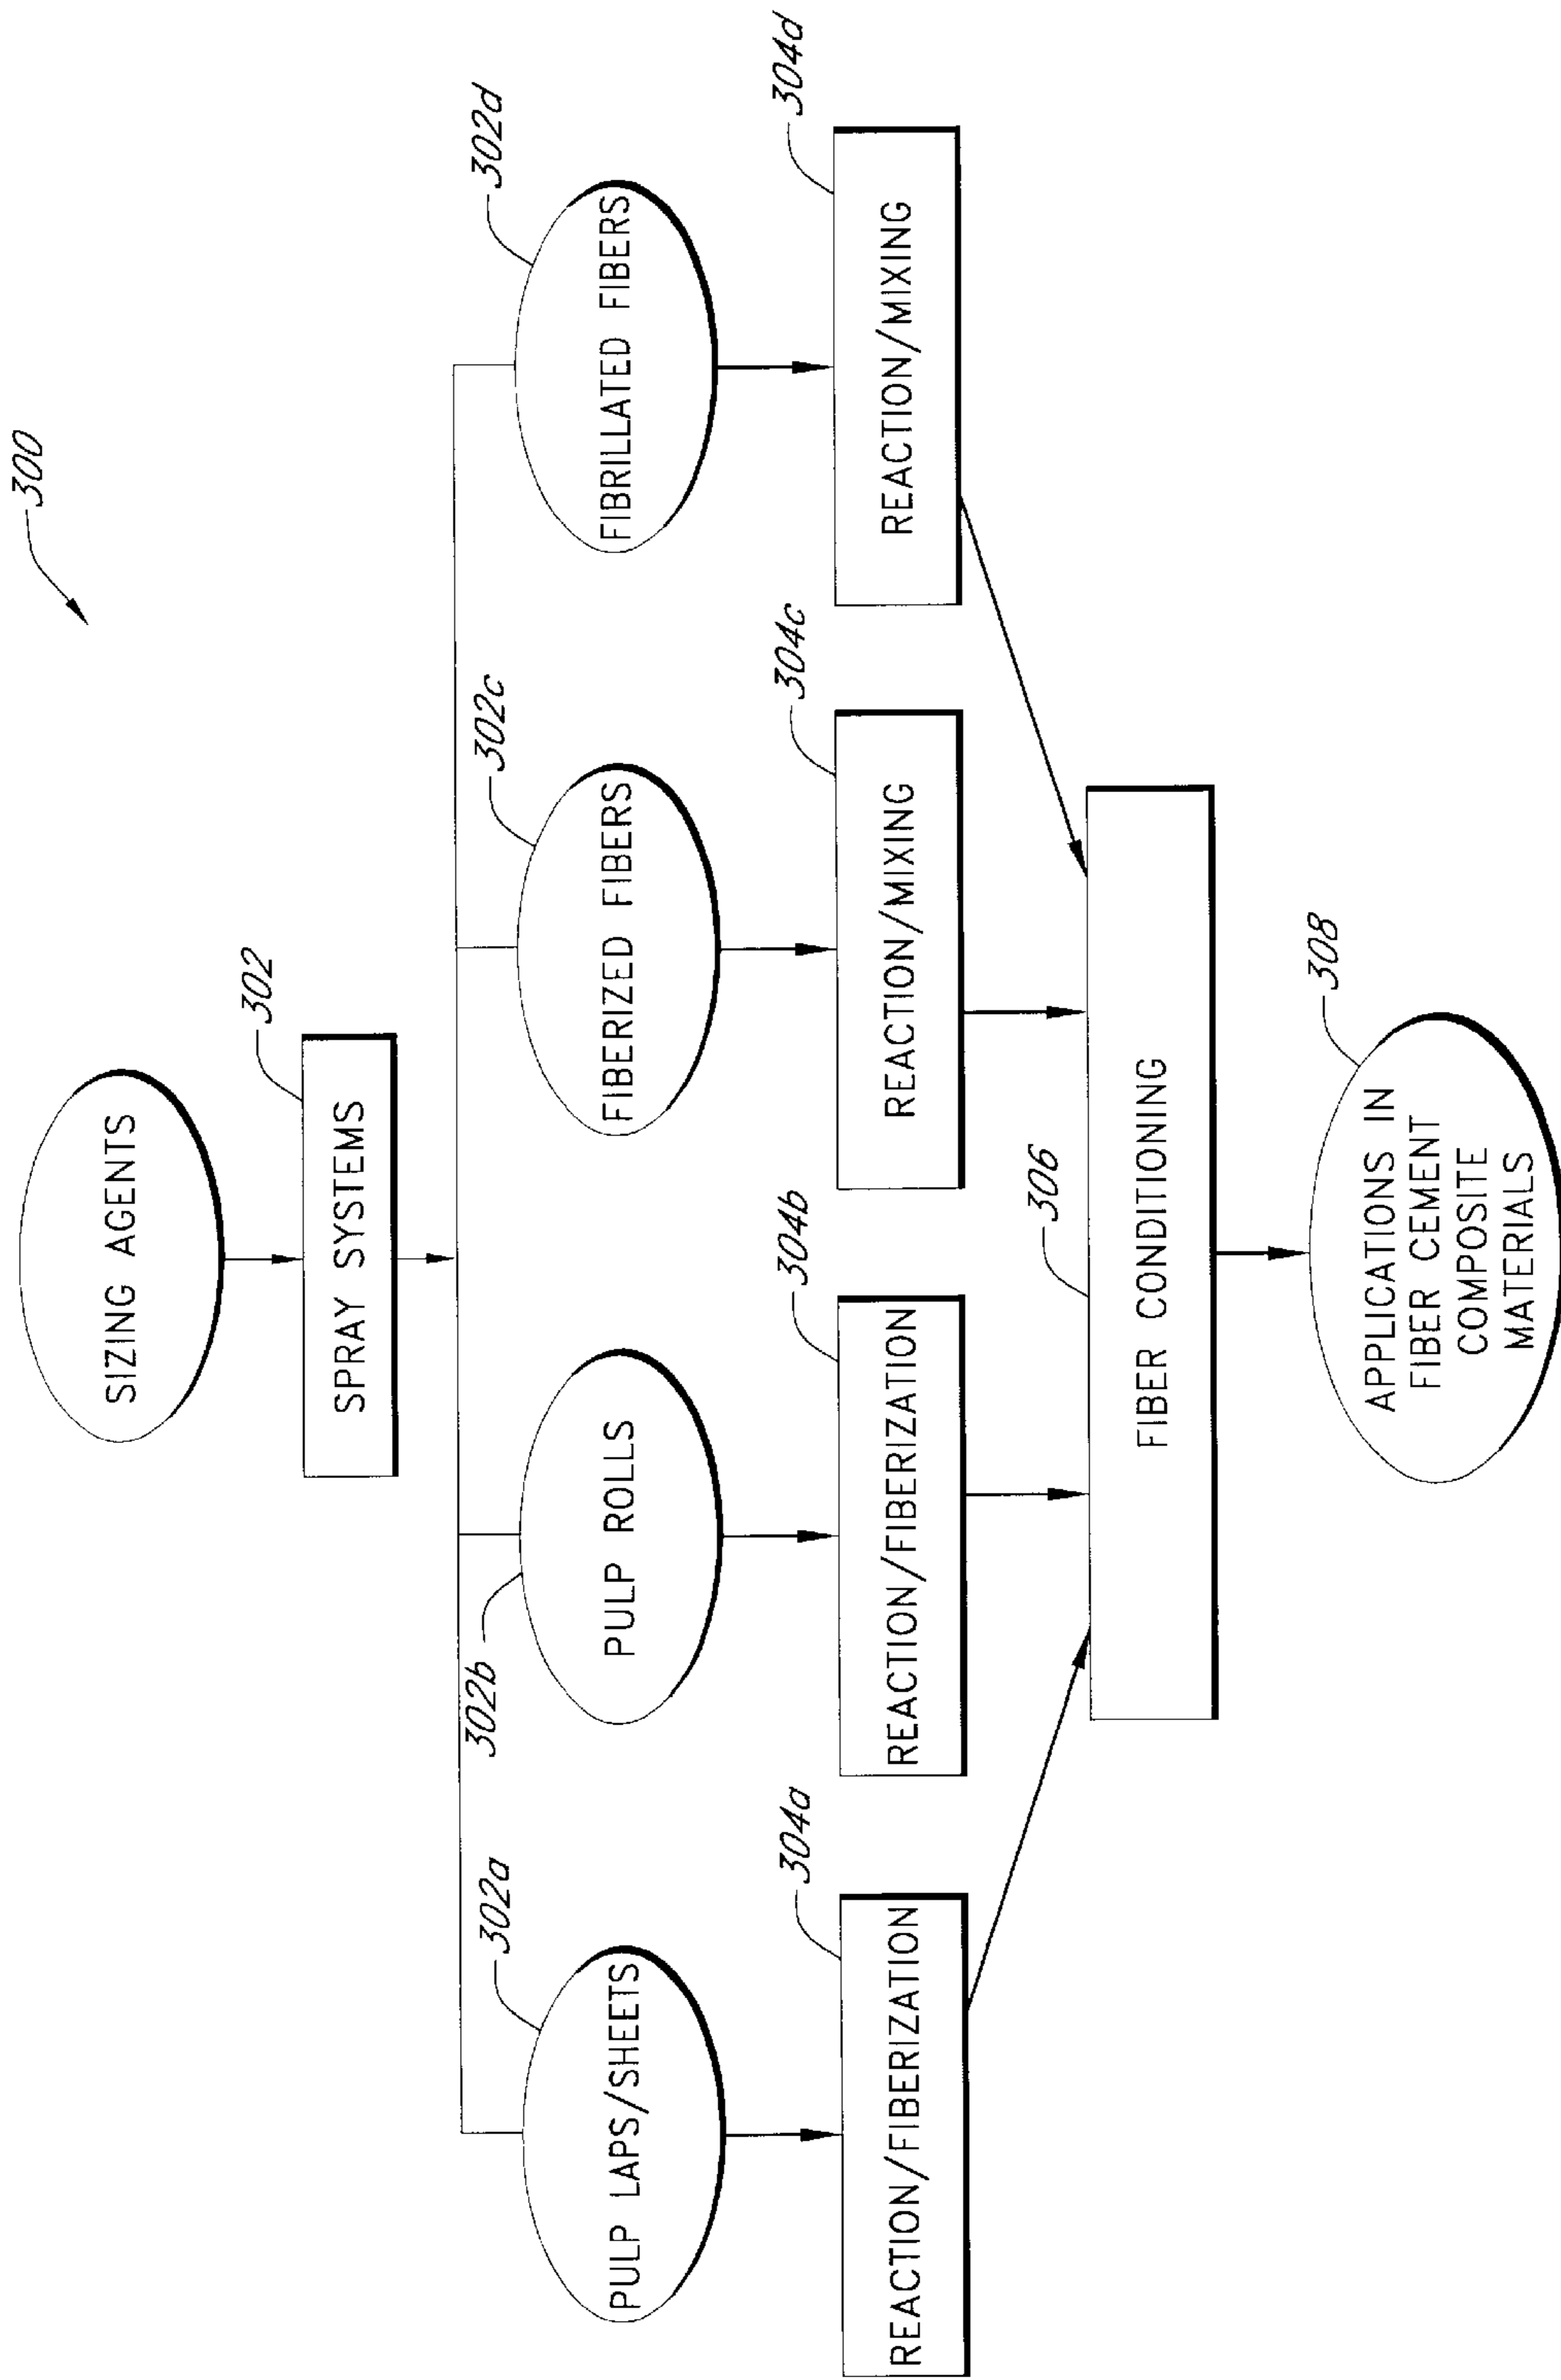 300
SIZING AGENTS
302
SPRAY SYSTEMS
302a
302b
302c
302d
PULP LAPS/SHEETS
PULP ROLLS
FIBERIZED FIBERS
FIBRILLATED FIBERS
304a
304b
304c
304d
REACTION/FIBERIZATION
REACTION/FIBERIZATION
REACTION/MIXING
REACTION/MIXING
306
FIBER CONDITIONING
308
APPLICATIONS IN
FIBER CEMENT
COMPOSITE
MATERIALS